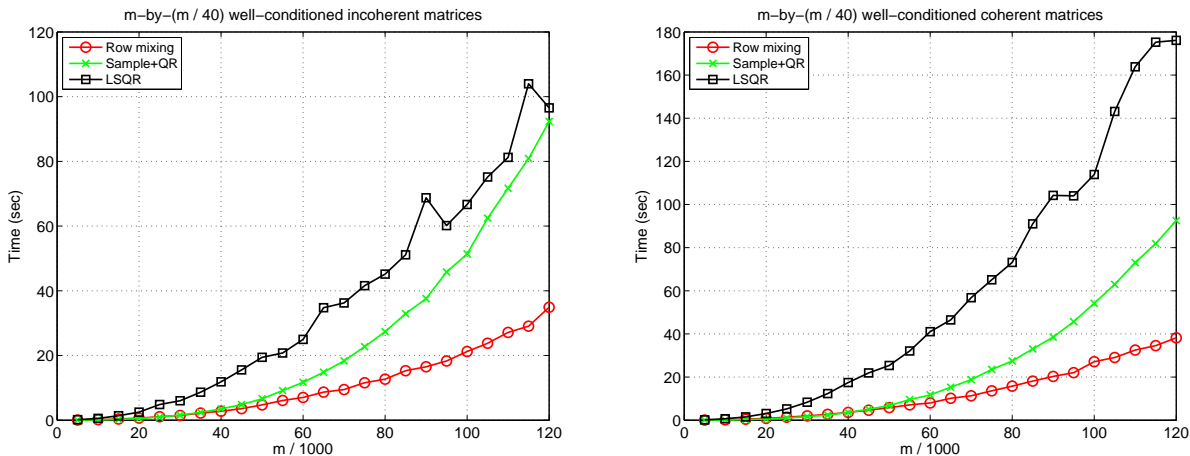 m-by-(m / 40) well-conditioned incoherent matrices
120
100
80
60
40
20
0
Time (sec)
Row mixing
Sample+QR
LSQR
0 20 40 60 80 100 120
m / 1000
m-by-(m / 40) well-conditioned coherent matrices
180
160
140
120
100
80
60
40
20
0
Time (sec)
Row mixing
Sample+QR
LSQR
0 20 40 60 80 100 120
m / 1000